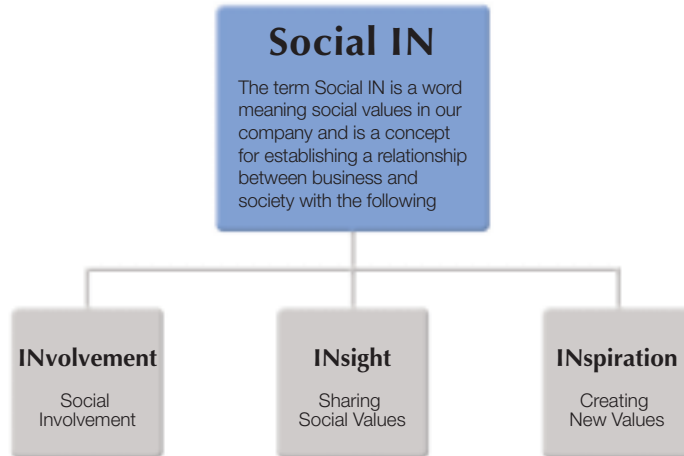 Social IN
The term Social IN is a word
meaning social values in our
company and is a concept
for establishing a relationship
between business and
society with the following
INvolvement
Social
Involvement
INsight
Sharing
Social Values
INspiration
Creating
New Values